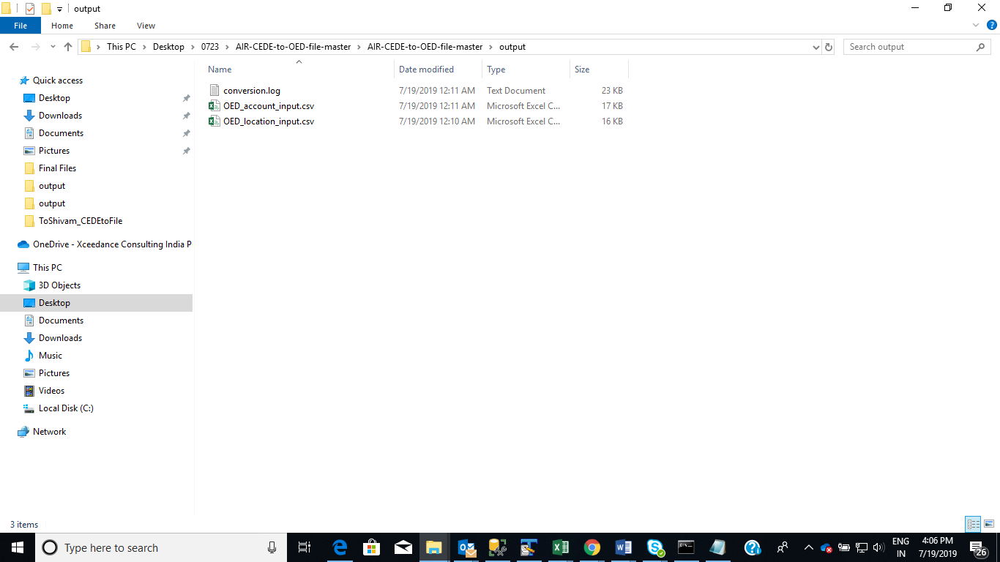 output
File Home Share View
This PC Desktop 0723 AIR-CEDE-to-OED-file-master AIR-CEDE-to-OED-file-master output
Search output
Name Date modified Type Size
conversion.log 7/19/2019 12:11 AM Text Document 23 KB
OED_account_input.csv 7/19/2019 12:11 AM Microsoft Excel C... 17 KB
OED_location_input.csv 7/19/2019 12:10 AM Microsoft Excel C... 16 KB
Quick access
Desktop
Downloads
Documents
Pictures
Final Files
output
output
ToShivam_CEDEtoFile
OneDrive - Xceedance Consulting India P
This PC
3D Objects
Desktop
Documents
Downloads
Music
Pictures
Videos
Local Disk (C:)
Network
3 items
Type here to search
ENG
IN
4:06 PM
7/19/2019
26